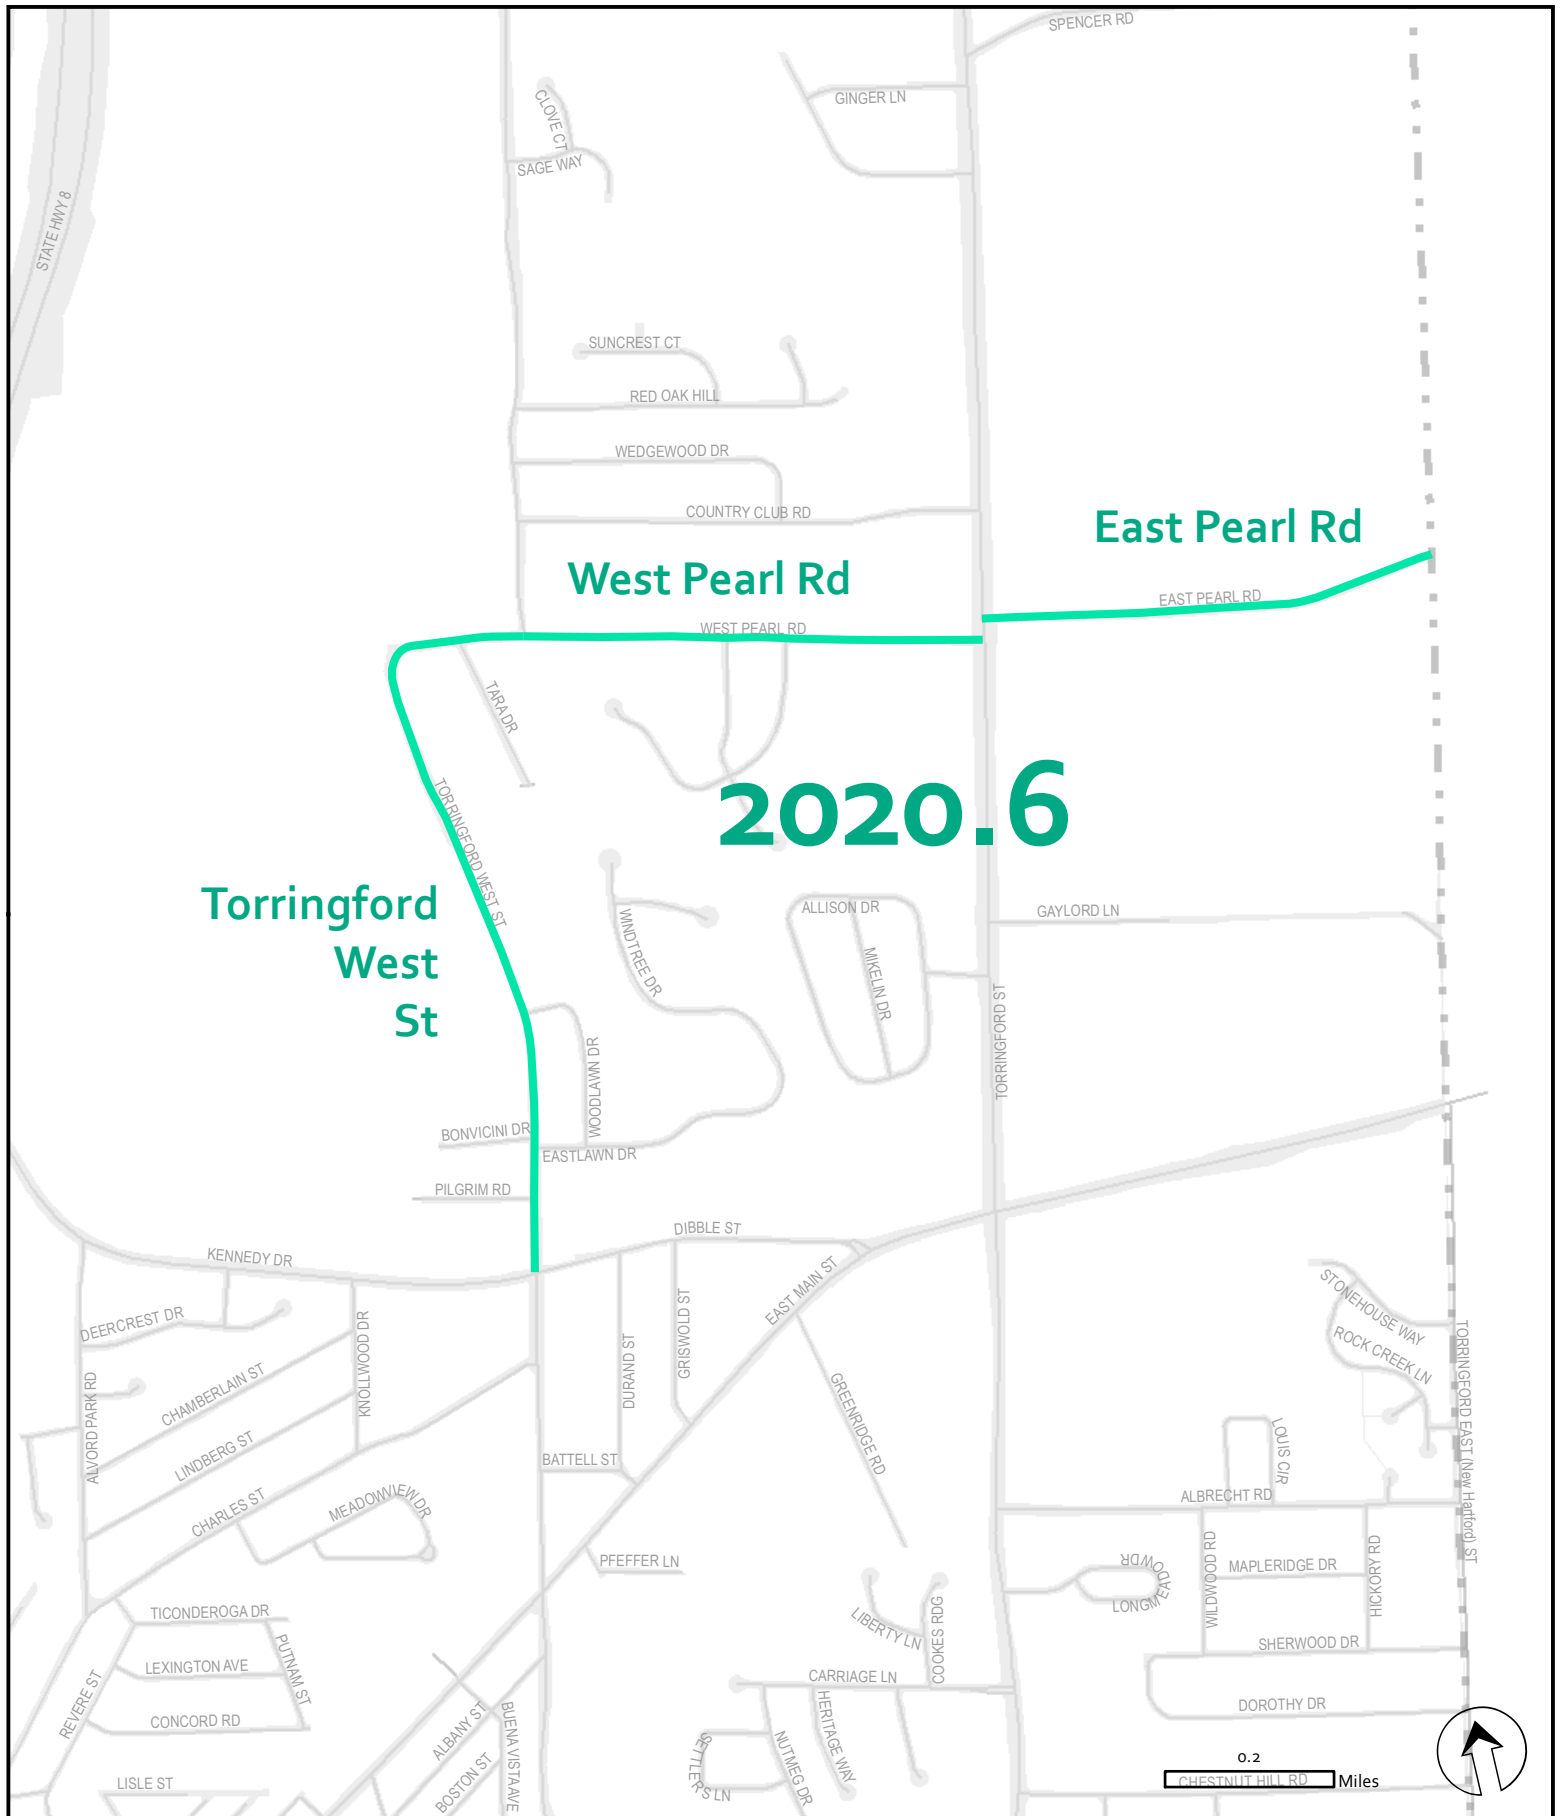 SPENCER RD
GINGER LN
CLOVE CT
SAGE WAY
STATE HWY 8
SUNCREST CT
RED OAK HILL
WEDGEWOOD DR
COUNTRY CLUB RD
East Pearl Rd
West Pearl Rd
EAST PEARL RD
WEST PEARL RD
TARA DR
2020.6
TORRINGFORD WEST ST
Torringford
West
St
ALLISON DR
GAYLORD LN
WINDTREE DR
MIKELIN DR
TORRINGFORD ST
WOODLAWN DR
BONVICINI DR
EASTLAWN DR
PILGRIM RD
DIBBLE ST
KENNEDY DR
EAST MAIN ST
STONEHOUSE WAY
ROCK CREEK LN
DEERCREST DR
KNOLLWOOD DR
DURAND ST
GRISWOLD ST
TORRINGFORD EAST (New Hartford) ST
CHAMBERLAIN ST
ALVORD PARK RD
GREENRIDGE RD
LINDBERG ST
LOUIS CIR
BATTELL ST
CHARLES ST
MEADOWVIEW DR
ALBRECHT RD
PFEFFER LN
WILDWOOD RD
MAPLERIDGE DR
HICKORY RD
LONGMEADOW DR
TICONDEROGA DR
LIBERTY LN
COOKES RDG
SHERWOOD DR
PUTNAM ST
LEXINGTON AVE
REVERE ST
CARRIAGE LN
CONCORD RD
DOROTHY DR
ALBANY ST
BUENA VISTA AVE
HERITAGE WAY
NUTMEG DR
SETTLERS LN
BOSTON ST
LISLE ST
0.2
CHESTNUT HILL RD
Miles